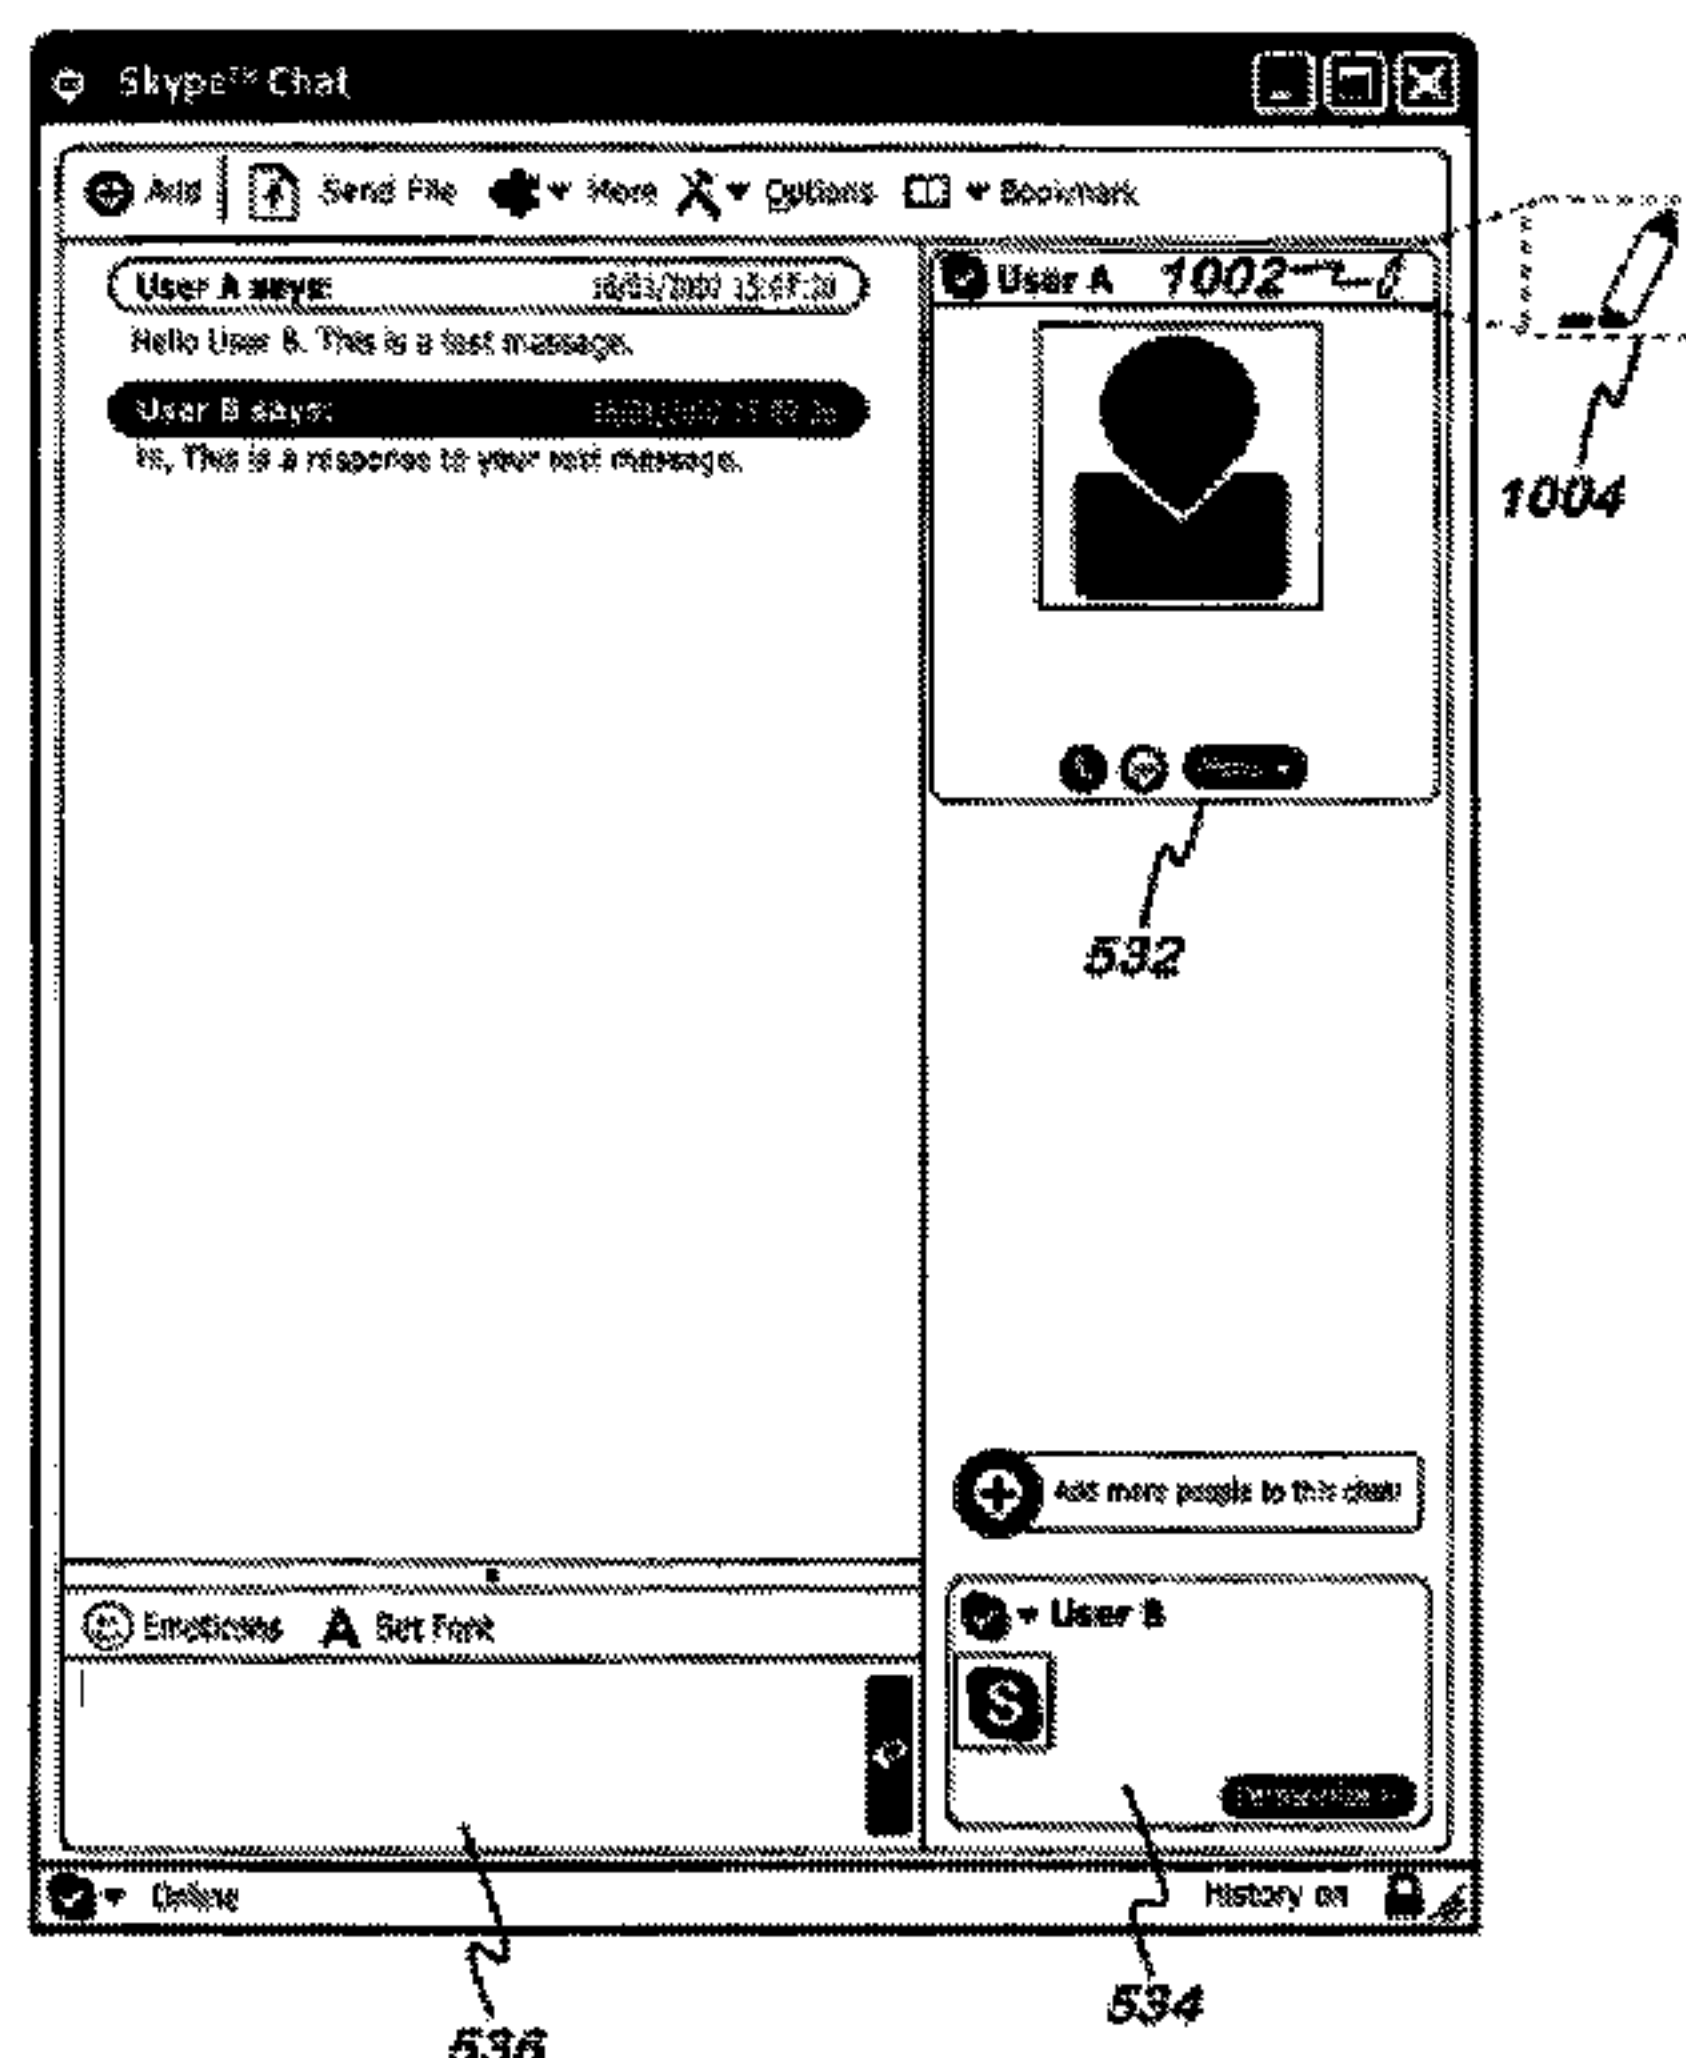 Skype™ Chat
Add Send File More Options Bookmark
User A says:
Hello User B. This is a test message.
User B says:
Hi, This is a response to your test message.
User A 1002
1004
532
Add more people to this chat
Emoticons A Set Font
User B
S
Online
History on
534
536